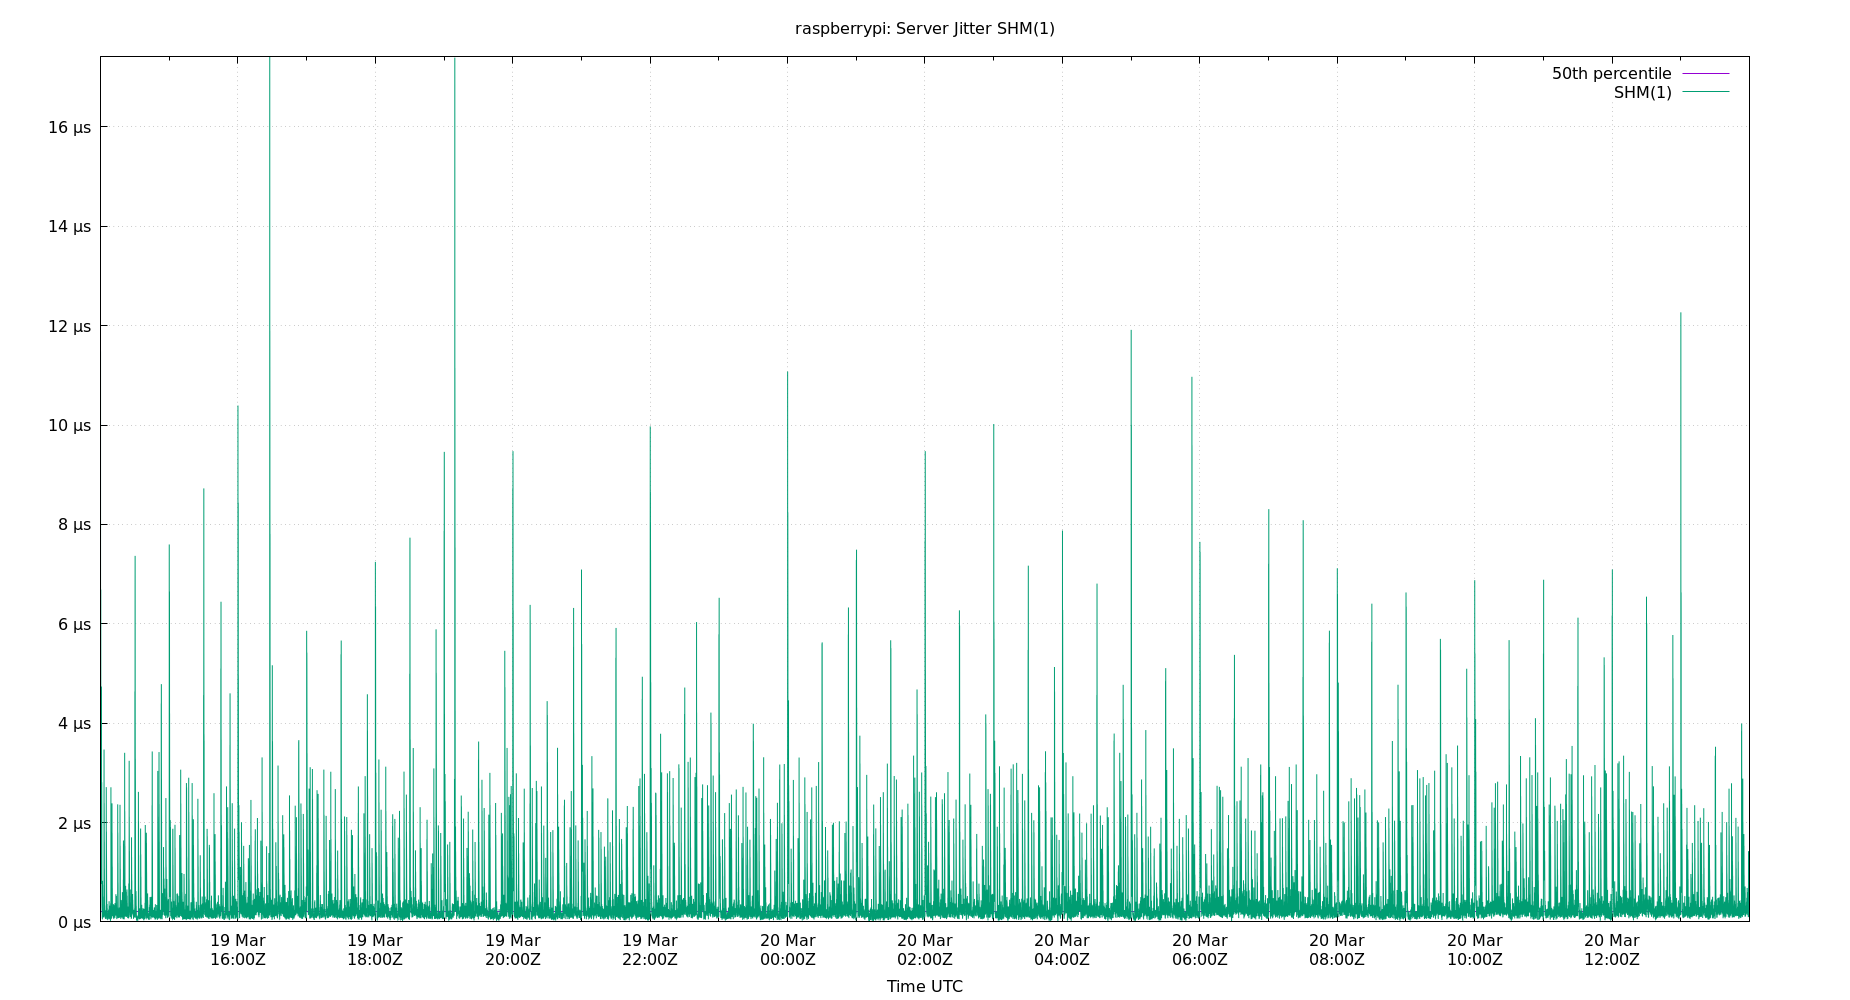 raspberrypi: Server Jitter SHM(1)
50th percentile
SHM(1)
16 µs
14 µs
12 µs
10 µs
8 µs
6 µs
4 µs
2 µs
0 µs
19 Mar
16:00Z
19 Mar
18:00Z
19 Mar
20:00Z
19 Mar
22:00Z
20 Mar
00:00Z
20 Mar
02:00Z
20 Mar
04:00Z
20 Mar
06:00Z
20 Mar
08:00Z
20 Mar
10:00Z
20 Mar
12:00Z
Time UTC